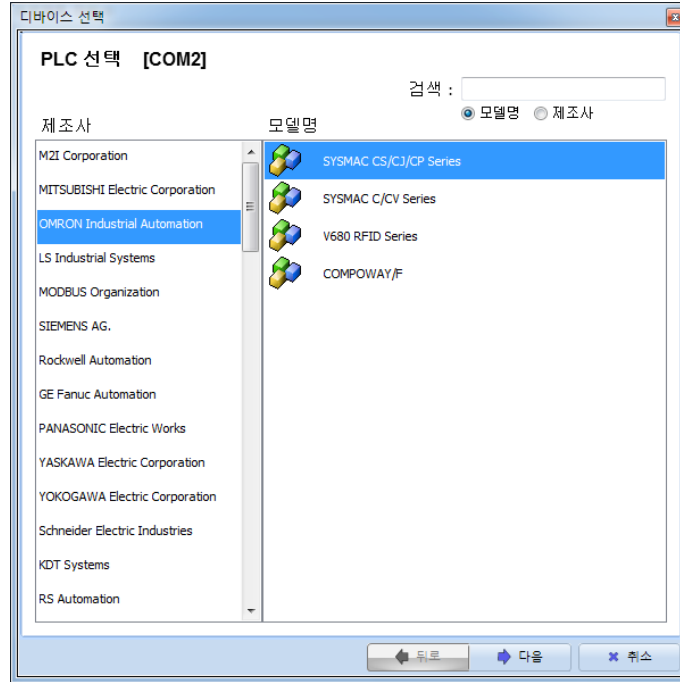 디바이스 선택
PLC 선택 [COM2]
검색 :
모델명 제조사
제조사
모델명
M2I Corporation
MITSUBISHI Electric Corporation
OMRON Industrial Automation
LS Industrial Systems
MODBUS Organization
SIEMENS AG.
Rockwell Automation
GE Fanuc Automation
PANASONIC Electric Works
YASKAWA Electric Corporation
YOKOGAWA Electric Corporation
Schneider Electric Industries
KDT Systems
RS Automation
SYSMAC CS/CJ/CP Series
SYSMAC C/CV Series
V680 RFID Series
COMPOWAY/F
뒤로 다음 취소